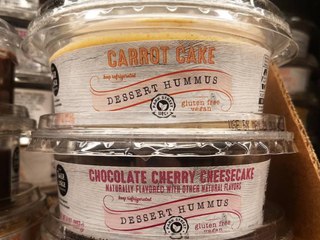 CARROT CAKE
keep refrigerated
DESSERT HUMMUS
gluten free
vegan
CHOCOLATE CHERRY CHEESECAKE
NATURALLY FLAVORED WITH OTHER NATURAL FLAVORS
keep refrigerated
DESSERT HUMMUS
gluten free
vegan